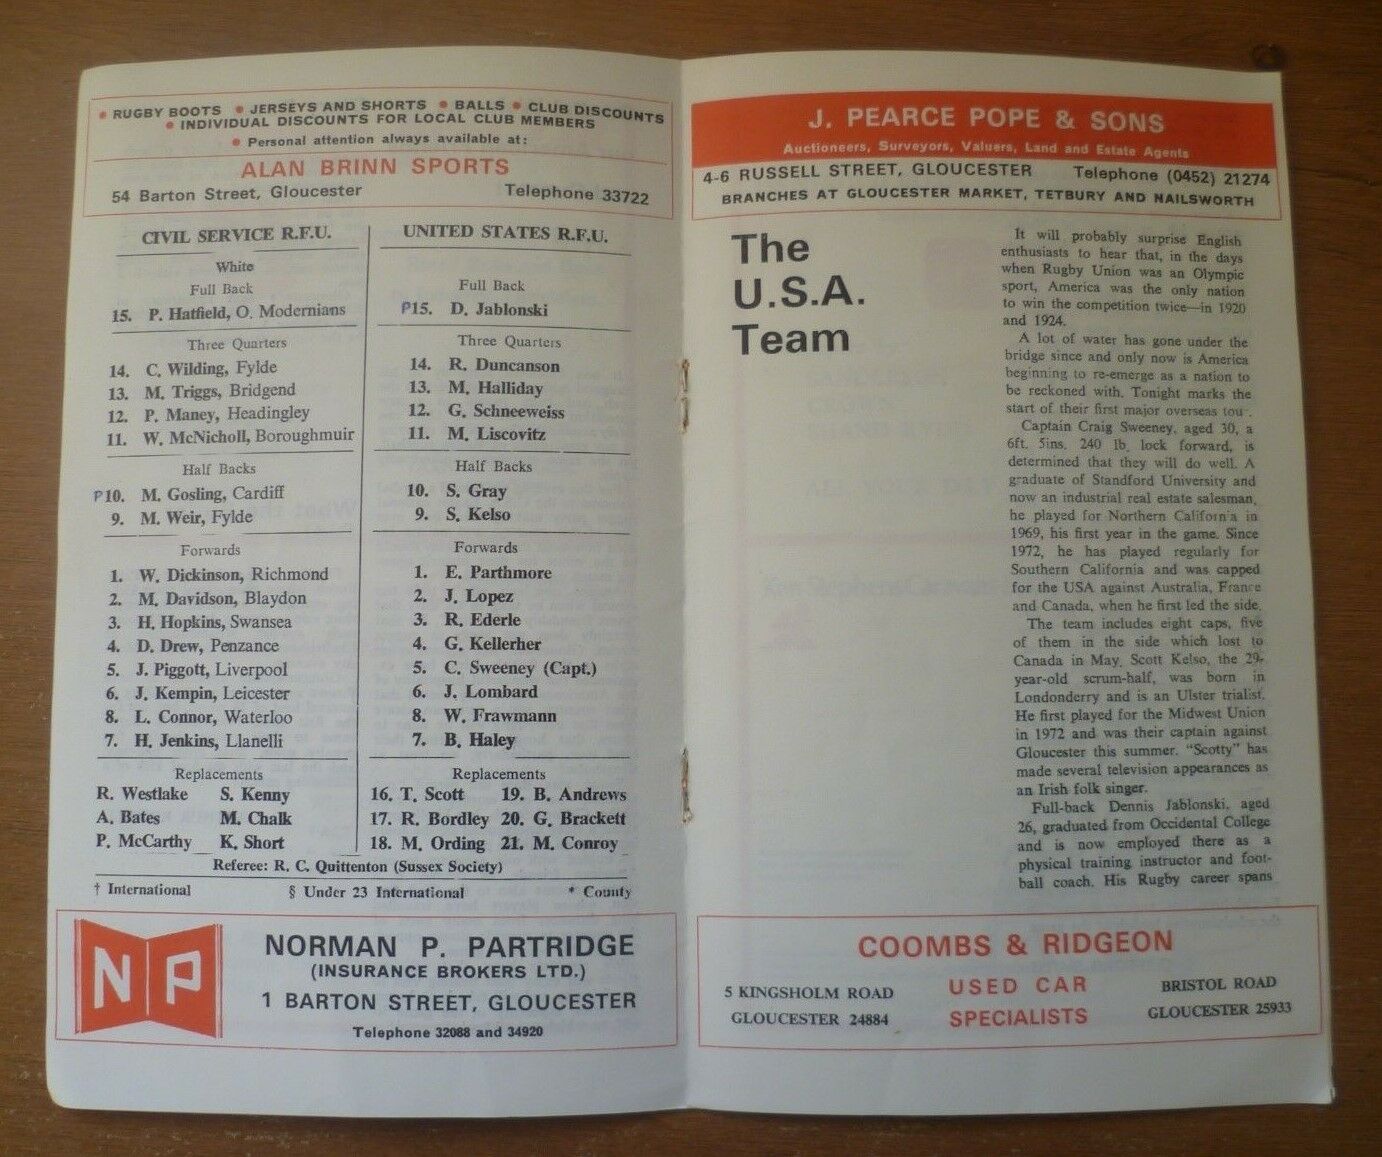 • RUGBY BOOTS • JERSEYS AND SHORTS • BALLS • CLUB DISCOUNTS
• INDIVIDUAL DISCOUNTS FOR LOCAL CLUB MEMBERS
• Personal attention always available at:
ALAN BRINN SPORTS
54 Barton Street, Gloucester Telephone 33722
CIVIL SERVICE R.F.U.
White
Full Back
15. P. Hatfield, O. Modernians
Three Quarters
14. C. Wilding, Fylde
13. M. Triggs, Bridgend
12. P. Maney, Headingley
11. W. McNicholl, Boroughmuir
Half Backs
P10. M. Gosling, Cardiff
9. M. Weir, Fylde
Forwards
1. W. Dickinson, Richmond
2. M. Davidson, Blaydon
3. H. Hopkins, Swansea
4. D. Drew, Penzance
5. J. Piggott, Liverpool
6. J. Kempin, Leicester
8. L. Connor, Waterloo
7. H. Jenkins, Llanelli
Replacements
R. Westlake S. Kenny
A. Bates M. Chalk
P. McCarthy K. Short
UNITED STATES R.F.U.
Full Back
P15. D. Jablonski
Three Quarters
14. R. Duncanson
13. M. Halliday
12. G. Schneeweiss
11. M. Liscovitz
Half Backs
10. S. Gray
9. S. Kelso
Forwards
1. E. Parthmore
2. J. Lopez
3. R. Ederle
4. G. Kellerher
5. C. Sweeney (Capt.)
6. J. Lombard
8. W. Frawmann
7. B. Haley
Replacements
16. T. Scott 19. B. Andrews
17. R. Bordley 20. G. Brackett
18. M. Ording 21. M. Conroy
Referee: R. C. Quittenton (Sussex Society)
† International § Under 23 International * County
NP
NORMAN P. PARTRIDGE
(INSURANCE BROKERS LTD.)
1 BARTON STREET, GLOUCESTER
Telephone 32088 and 34920
J. PEARCE POPE & SONS
Auctioneers, Surveyors, Valuers, Land and Estate Agents
4-6 RUSSELL STREET, GLOUCESTER Telephone (0452) 21274
BRANCHES AT GLOUCESTER MARKET, TETBURY AND NAILSWORTH
The
U.S.A.
Team
It will probably surprise English
enthusiasts to hear that, in the days
when Rugby Union was an Olympic
sport, America was the only nation
to win the competition twice—in 1920
and 1924.
A lot of water has gone under the
bridge since and only now is America
beginning to re-emerge as a nation to
be reckoned with. Tonight marks the
start of their first major overseas tour.
Captain Craig Sweeney, aged 30, a
6ft. 5ins. 240 lb. lock forward, is
determined that they will do well. A
graduate of Standford University and
now an industrial real estate salesman,
he played for Northern California in
1969, his first year in the game. Since
1972, he has played regularly for
Southern California and was capped
for the USA against Australia, France
and Canada, when he first led the side.
The team includes eight caps, five
of them in the side which lost to
Canada in May. Scott Kelso, the 29-
year-old scrum-half, was born in
Londonderry and is an Ulster trialist.
He first played for the Midwest Union
in 1972 and was their captain against
Gloucester this summer. "Scotty" has
made several television appearances as
an Irish folk singer.
Full-back Dennis Jablonski, aged
26, graduated from Occidental College
and is now employed there as a
physical training instructor and foot-
ball coach. His Rugby career spans
COOMBS & RIDGEON
5 KINGSHOLM ROAD USED CAR BRISTOL ROAD
GLOUCESTER 24884 SPECIALISTS GLOUCESTER 25933